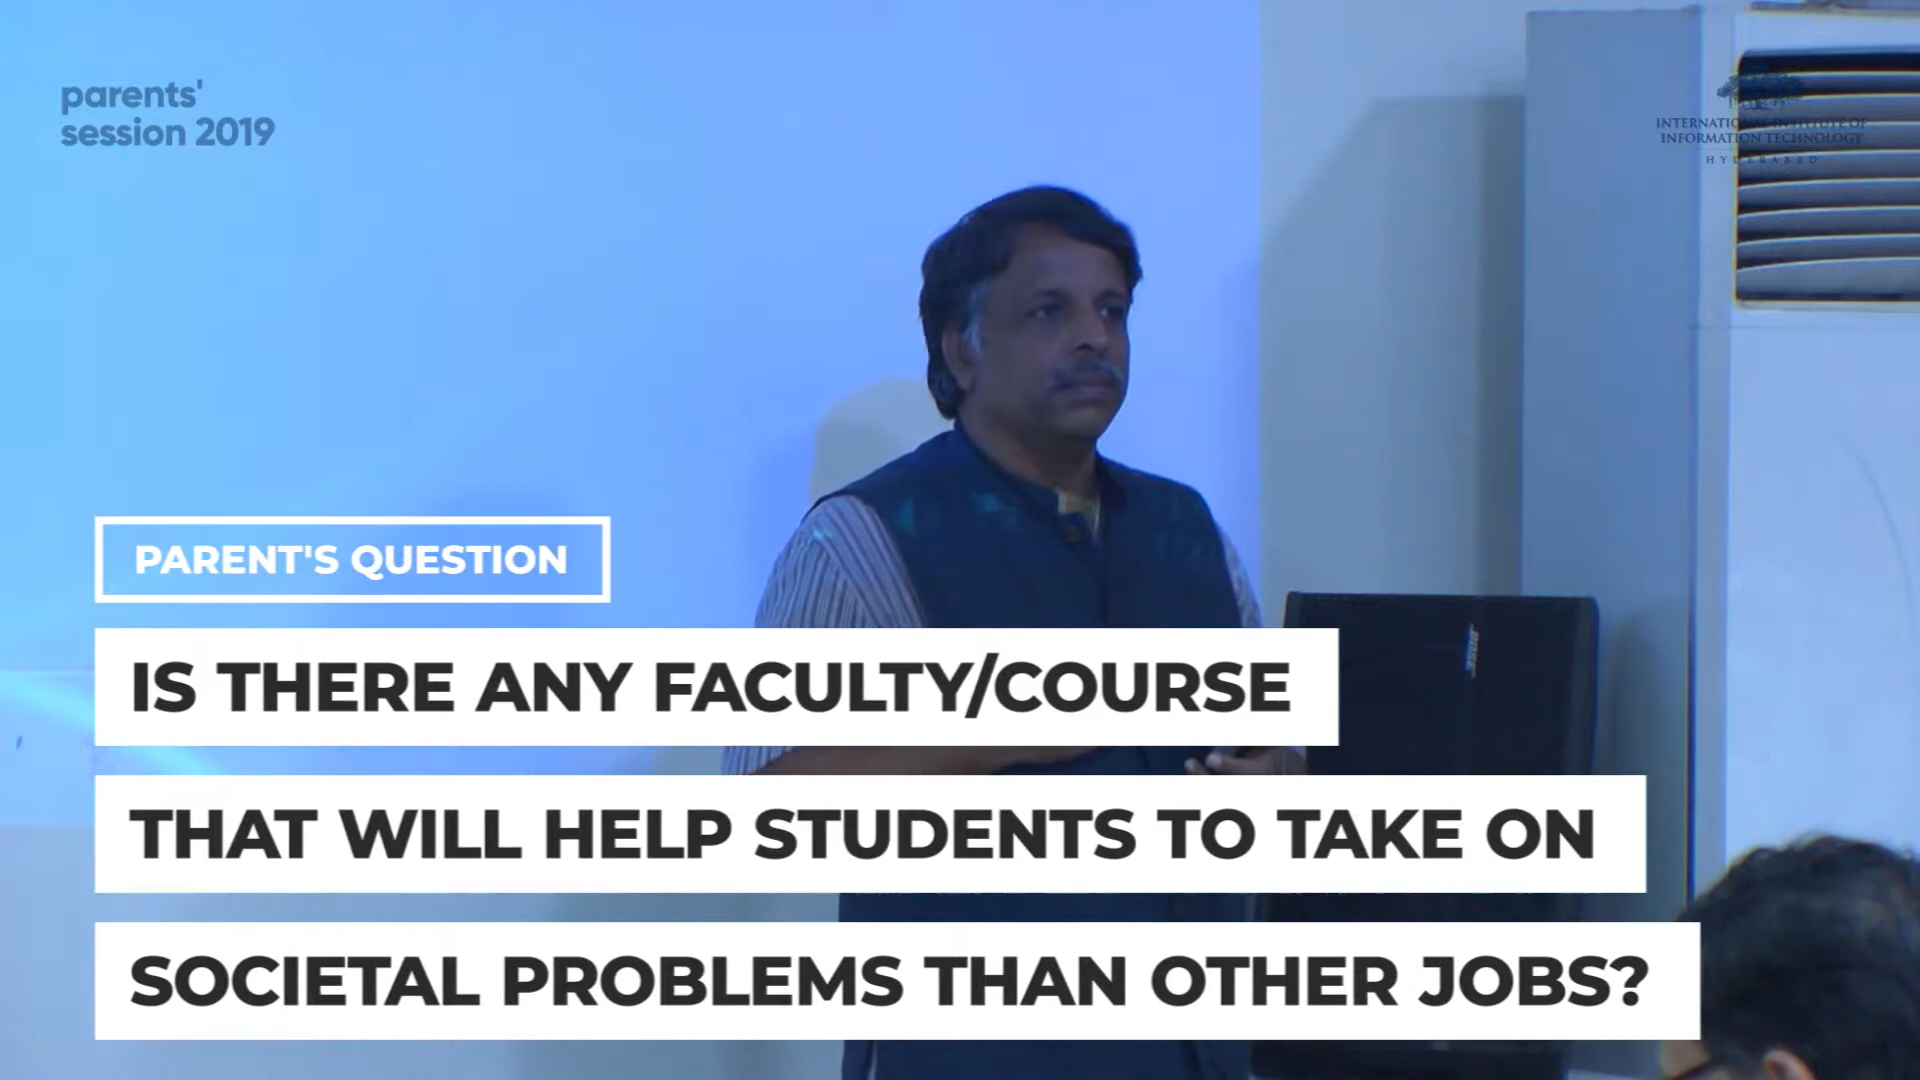 parents'
session 2019
INTERNATIONAL INSTITUTE OF
INFORMATION TECHNOLOGY
HYDERABAD
PARENT'S QUESTION
IS THERE ANY FACULTY/COURSE
BOSE
THAT WILL HELP STUDENTS TO TAKE ON
SOCIETAL PROBLEMS THAN OTHER JOBS?